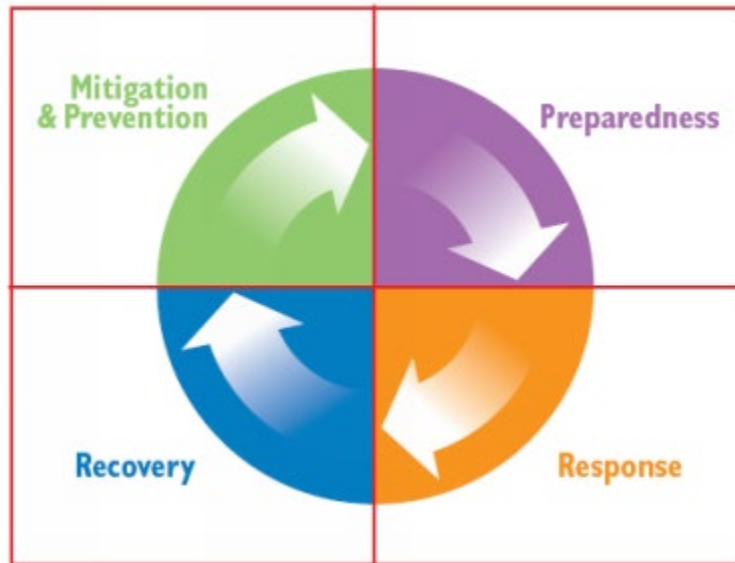 Mitigation
& Prevention
Preparedness
Recovery
Response